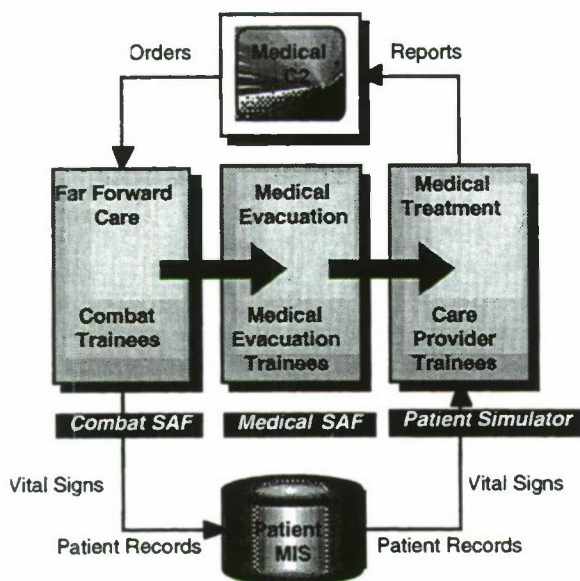 Orders
Medical
C2
Reports
Far Forward
Care
Medical
Evacuation
Medical
Treatment
Combat
Trainees
Medical
Evacuation
Trainees
Care
Provider
Trainees
Combat SAF
Medical SAF
Patient Simulator
Vital Signs
Patient Records
Patient
MIS
Vital Signs
Patient Records